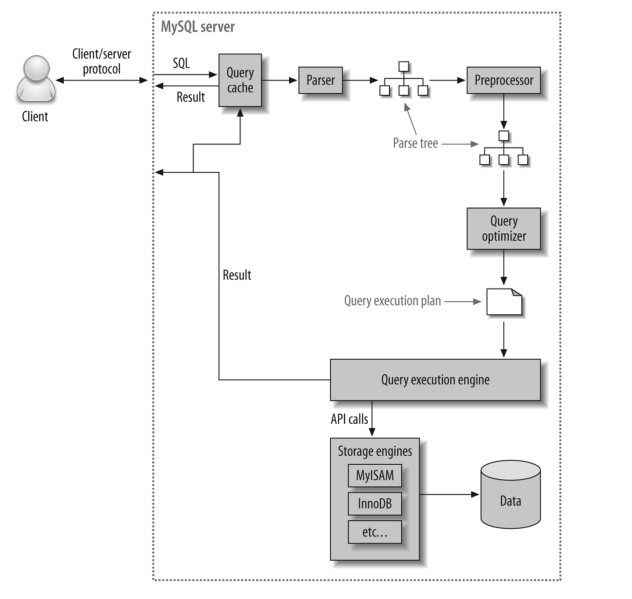 MySQL server
Client/server
protocol
SQL
Result
Query
cache
Parser
Preprocessor
Client
Parse tree
Query
optimizer
Result
Query execution plan
Query execution engine
API calls
Storage engines
MyISAM
InnoDB
etc...
Data